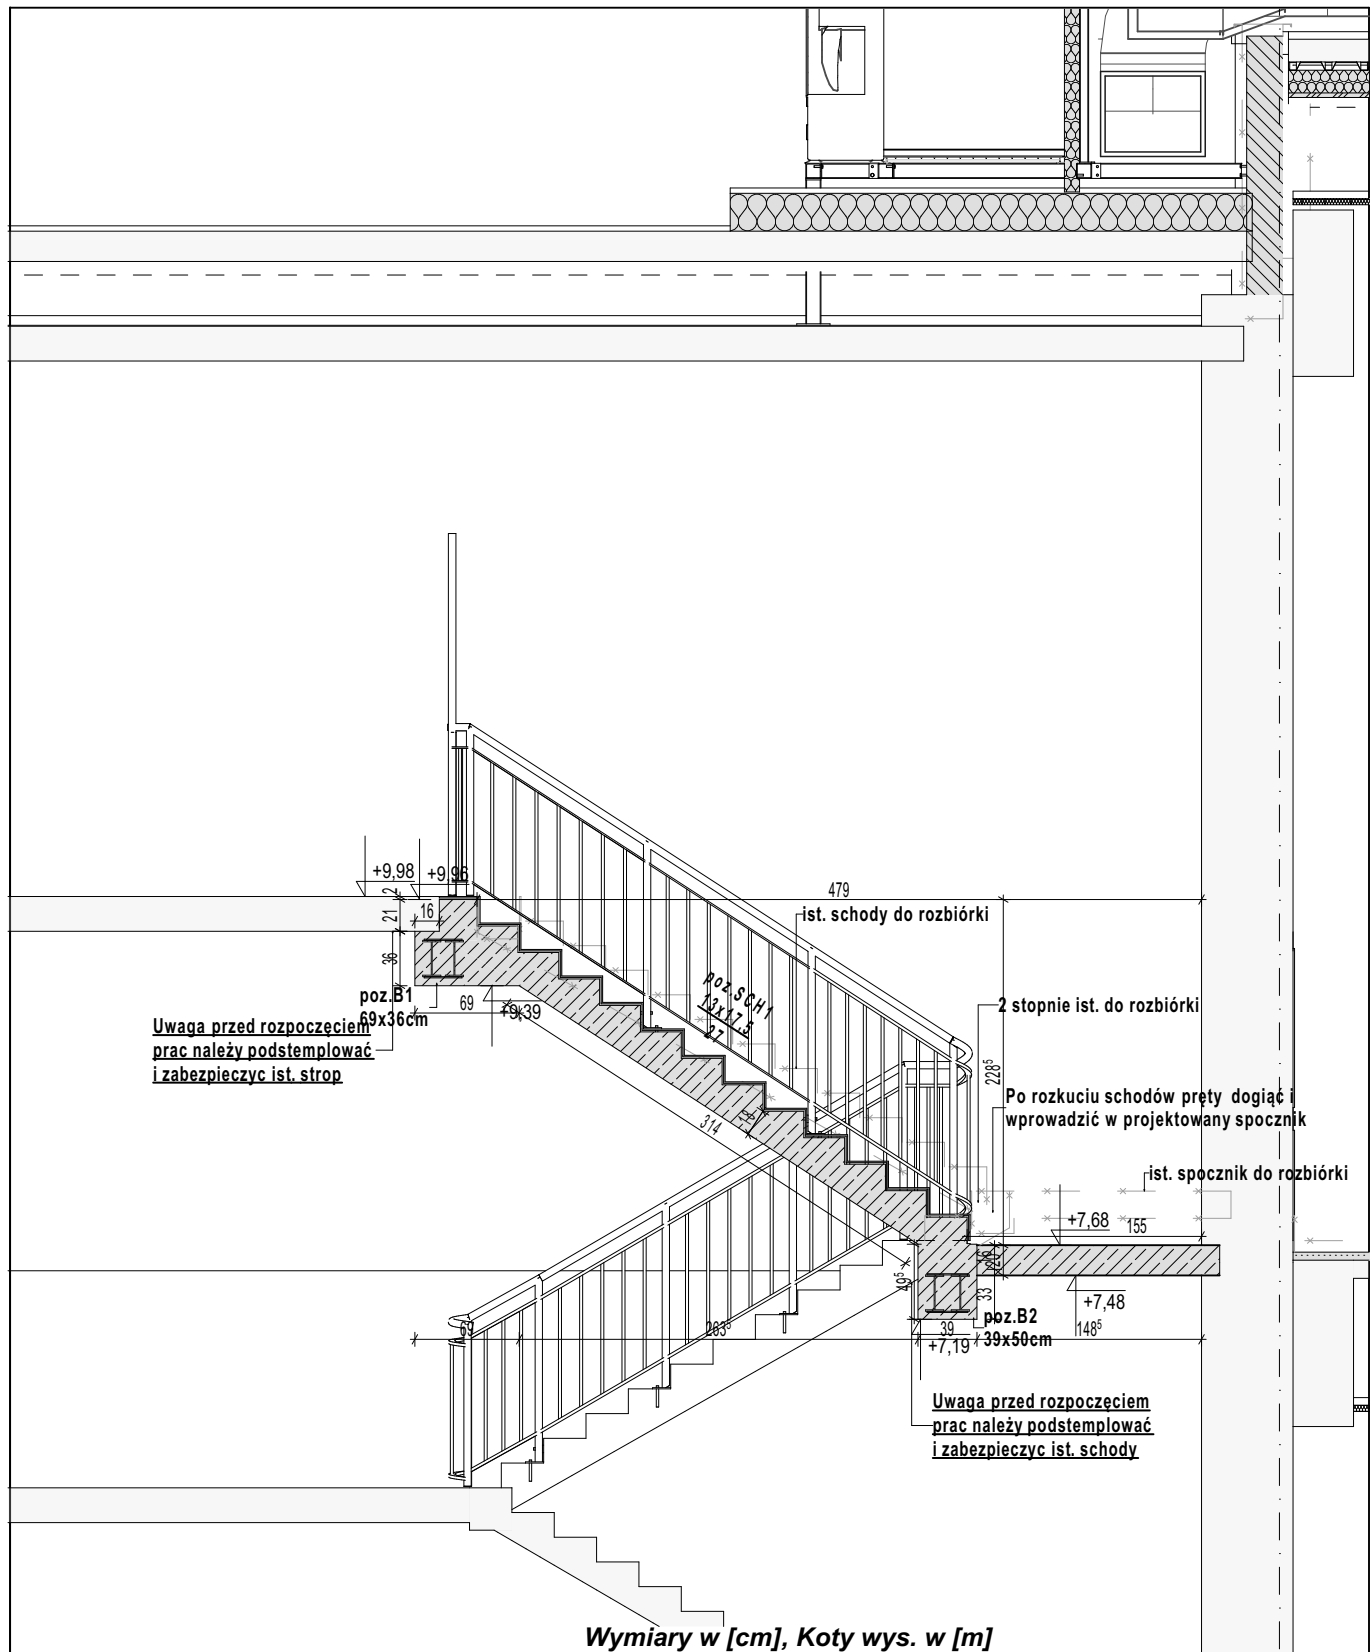 +9,98
+9,96
2
21
16
36
479
ist. schody do rozbiórki
poz.B1
69x36cm
69
+9,39
poz.SCH1
13x17,5
27
2 stopnie ist. do rozbiórki
Uwaga przed rozpoczęciem
prac należy podstemplować
i zabezpieczyc ist. strop
228⁵
Po rozkuciu schodów pręty dogiąć i
wprowadzić w projektowany spocznik
18
314
ist. spocznik do rozbiórki
+7,68
155
20
49⁵
33
+7,48
poz.B2
39x50cm
69
263⁵
39
148⁵
+7,19
Uwaga przed rozpoczęciem
prac należy podstemplować
i zabezpieczyc ist. schody
Wymiary w [cm], Koty wys. w [m]